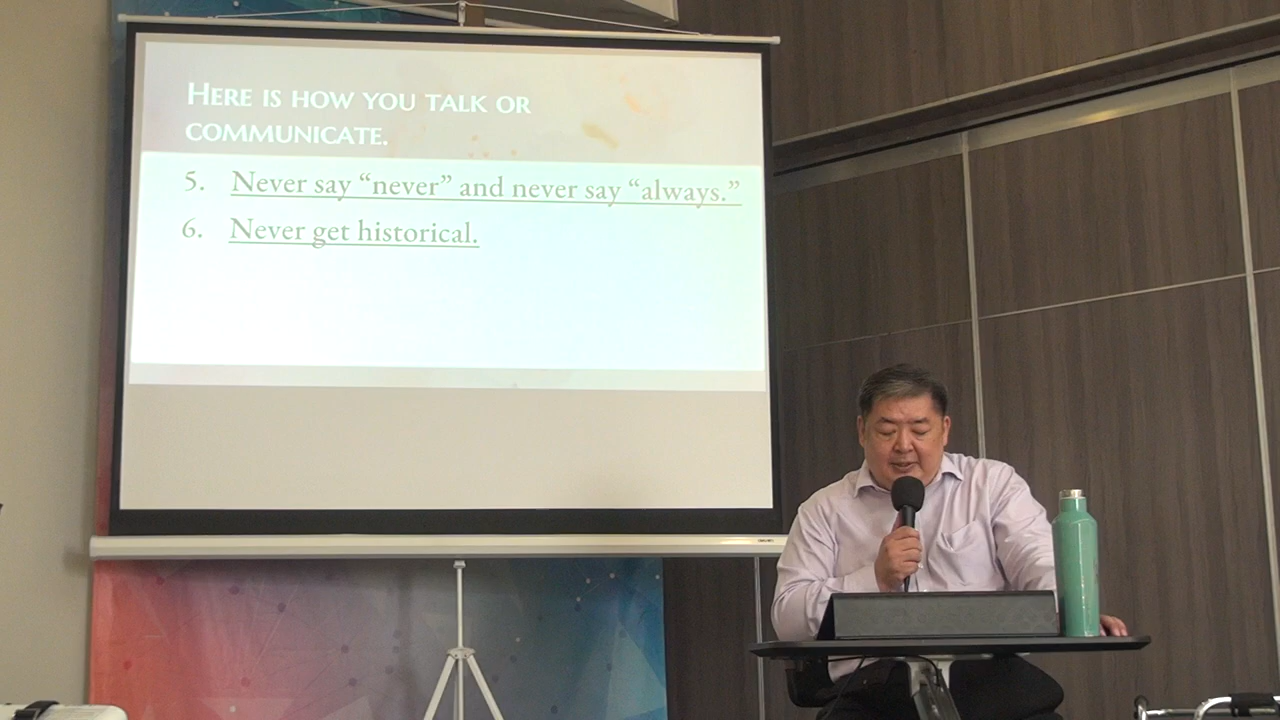 Here is how you talk or
communicate.
5. Never say “never” and never say “always.”
6. Never get historical.